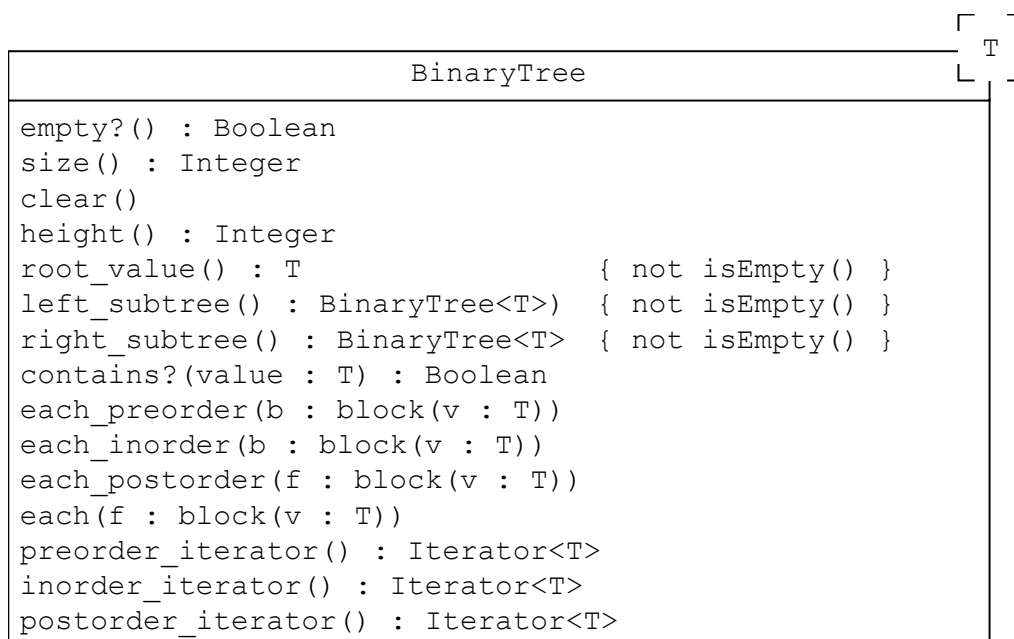 T
BinaryTree
empty?() : Boolean
size() : Integer
clear()
height() : Integer
root_value() : T { not isEmpty() }
left_subtree() : BinaryTree<T>) { not isEmpty() }
right_subtree() : BinaryTree<T> { not isEmpty() }
contains?(value : T) : Boolean
each_preorder(b : block(v : T))
each_inorder(b : block(v : T))
each_postorder(f : block(v : T))
each(f : block(v : T))
preorder_iterator() : Iterator<T>
inorder_iterator() : Iterator<T>
postorder_iterator() : Iterator<T>